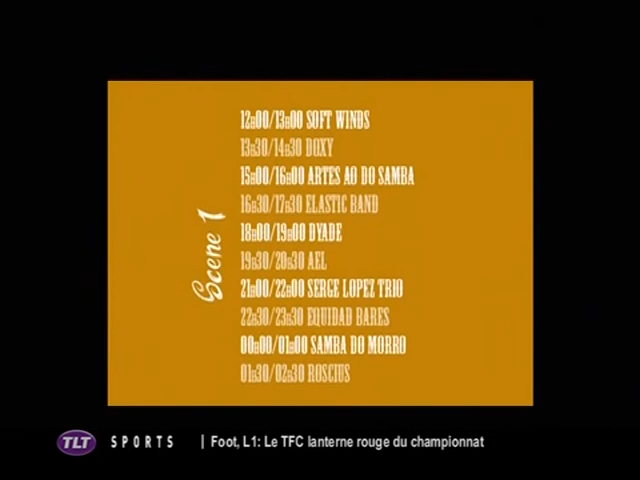 12H00/13H00 SOFT WINDS
13H30/14H30 DOXY
15H00/16H00 ARTES AO DO SAMBA
16H30/17H30 ELASTIC BAND
18H00/19H00 DYADE
19H30/20H30 AEL
21H00/22H00 SERGE LOPEZ TRIO
22H30/23H30 EQUIDAD BARES
00H00/01H00 SAMBA DO MORRO
01H30/02H30 ROSCIUS
Scene 1
TLT SPORTS | Foot, L1: Le TFC lanterne rouge du championnat